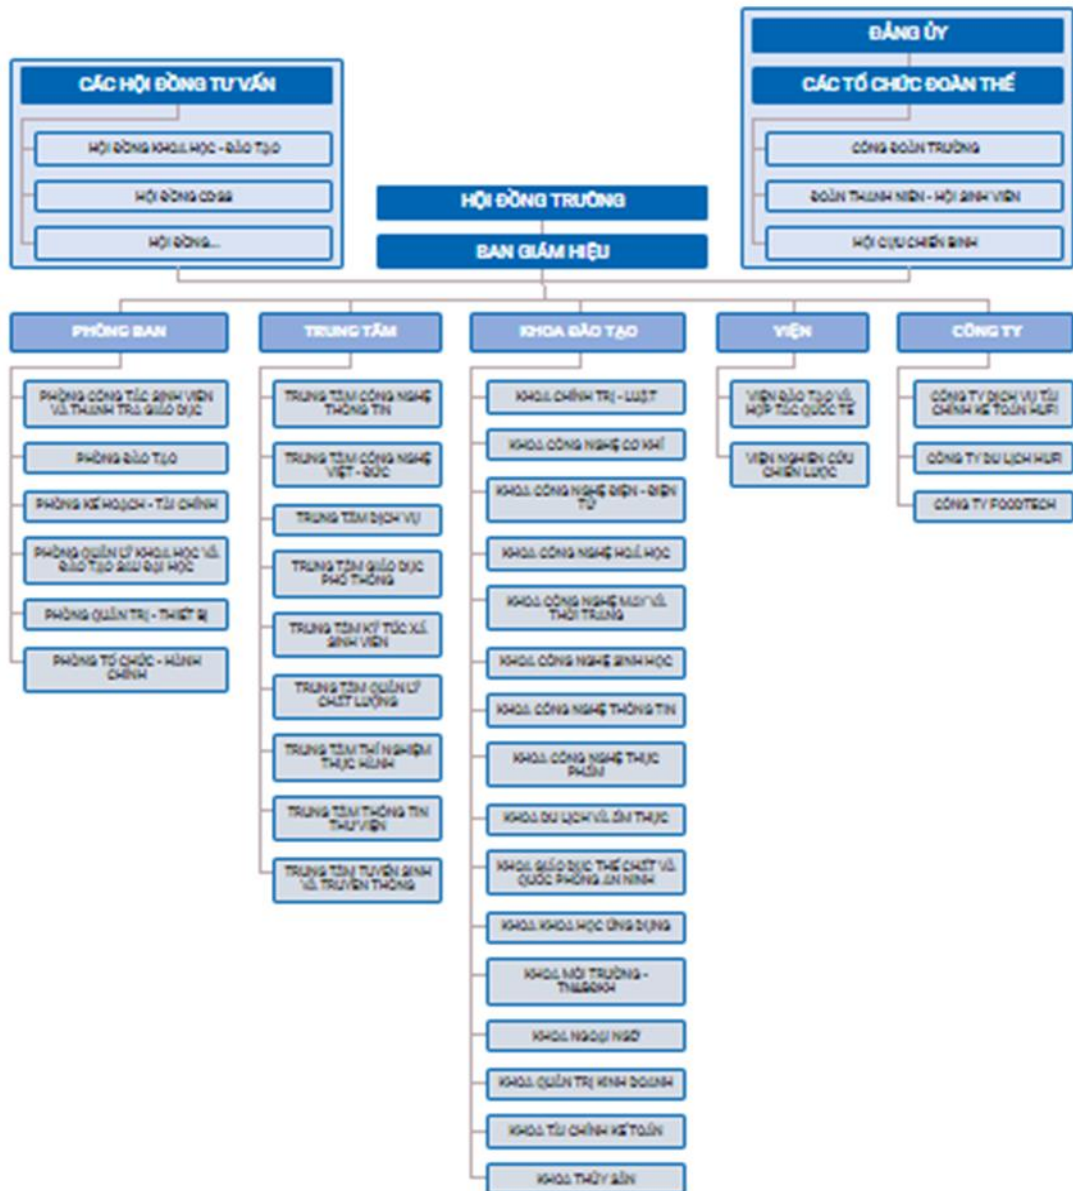 ĐẢNG ỦY
CÁC TỔ CHỨC ĐOÀN THỂ
CÔNG ĐOÀN TRƯỜNG
ĐOÀN THANH NIÊN - HỘI SINH VIÊN
HỘI CỰU CHIẾN BINH
CÁC HỘI ĐỒNG TƯ VẤN
HỘI ĐỒNG KHOA HỌC - ĐÀO TẠO
HỘI ĐỒNG CDGS
HỘI ĐỒNG...
HỘI ĐỒNG TRƯỜNG
BAN GIÁM HIỆU
PHÒNG BAN
PHÒNG CÔNG TÁC SINH VIÊN
VÀ THANH TRA GIÁO DỤC
PHÒNG ĐÀO TẠO
PHÒNG KẾ HOẠCH - TÀI CHÍNH
PHÒNG QUẢN LÝ KHOA HỌC VÀ
ĐÀO TẠO SAU ĐẠI HỌC
PHÒNG QUẢN TRỊ - THIẾT BỊ
PHÒNG TỔ CHỨC - HÀNH
CHÍNH
TRUNG TÂM
TRUNG TÂM CÔNG NGHỆ
THÔNG TIN
TRUNG TÂM CÔNG NGHỆ
VIỆT - ĐỨC
TRUNG TÂM DỊCH VỤ
TRUNG TÂM GIÁO DỤC
PHỔ THÔNG
TRUNG TÂM KÝ TÚC XÁ
SINH VIÊN
TRUNG TÂM QUẢN LÝ
CHẤT LƯỢNG
TRUNG TÂM THÍ NGHIỆM
THỰC HÀNH
TRUNG TÂM THÔNG TIN
THƯ VIỆN
TRUNG TÂM TUYỂN SINH
VÀ TRUYỀN THÔNG
KHOA ĐÀO TẠO
KHOA CHÍNH TRỊ - LUẬT
KHOA CÔNG NGHỆ CƠ KHÍ
KHOA CÔNG NGHỆ ĐIỆN - ĐIỆN
TỬ
KHOA CÔNG NGHỆ HOÁ HỌC
KHOA CÔNG NGHỆ MAY VÀ
THỜI TRANG
KHOA CÔNG NGHỆ SINH HỌC
KHOA CÔNG NGHỆ THÔNG TIN
KHOA CÔNG NGHỆ THỰC
PHẨM
KHOA DU LỊCH VÀ ẨM THỰC
KHOA GIÁO DỤC THỂ CHẤT VÀ
QUỐC PHÒNG AN NINH
KHOA KHOA HỌC ỨNG DỤNG
KHOA MÔI TRƯỜNG -
TN&BĐKH
KHOA NGOẠI NGỮ
KHOA QUẢN TRỊ KINH DOANH
KHOA TÀI CHÍNH KẾ TOÁN
KHOA THỦY SẢN
VIỆN
VIỆN ĐÀO TẠO VÀ
HỢP TÁC QUỐC TẾ
VIỆN NGHIÊN CỨU
CHIẾN LƯỢC
CÔNG TY
CÔNG TY DỊCH VỤ TÀI
CHÍNH KẾ TOÁN HUFI
CÔNG TY DU LỊCH HUFI
CÔNG TY FOODTECH